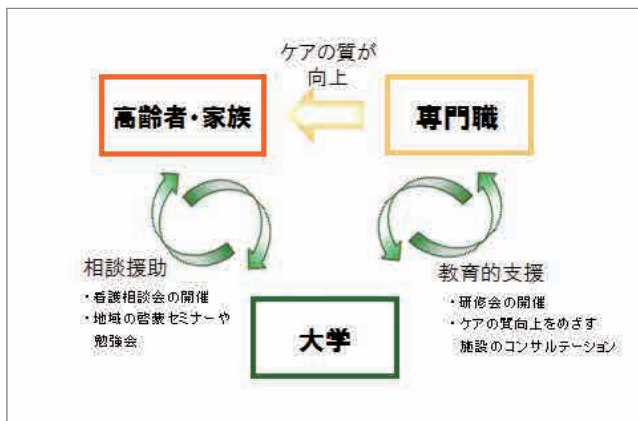 ケアの質が
向上
高齢者・家族
専門職
相談援助
・看護相談会の開催
・地域の啓蒙セミナーや
勉強会
教育的支援
・研修会の開催
・ケアの質向上をめざす
施設のコンサルテーション
大学